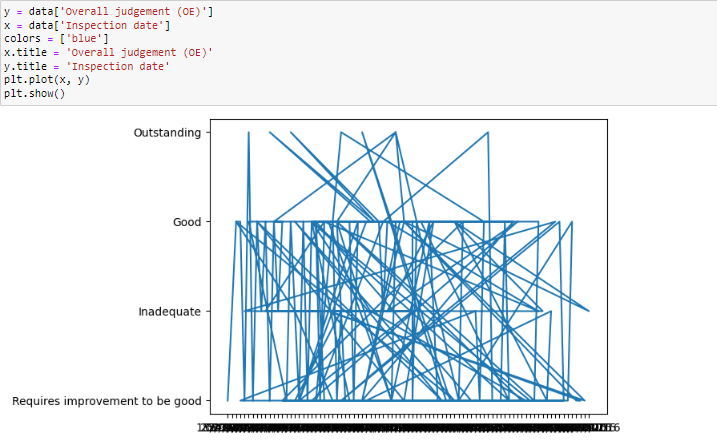 y = data['Overall judgement (OE)']
x = data['Inspection date']
colors = ['blue']
x.title = 'Overall judgement (OE)'
y.title = 'Inspection date'
plt.plot(x, y)
plt.show()
Outstanding
Good
Inadequate
Requires improvement to be good